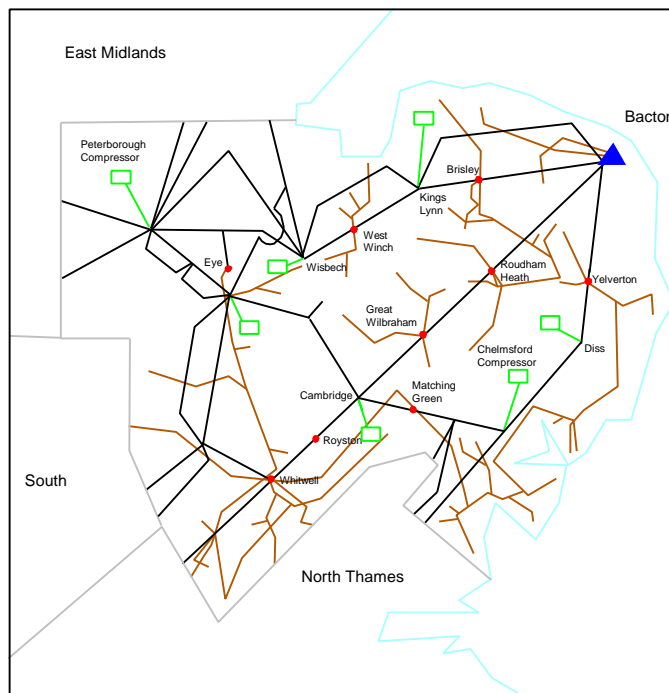 East Midlands
Bacton
Peterborough
Compressor
Brisley
Kings
Lynn
West
Winch
Eye
Wisbech
Roudham
Heath
Yelverton
Great
Wilbraham
Chelmsford
Compressor
Diss
Cambridge
Matching
Green
Royston
South
Whitwell
North Thames